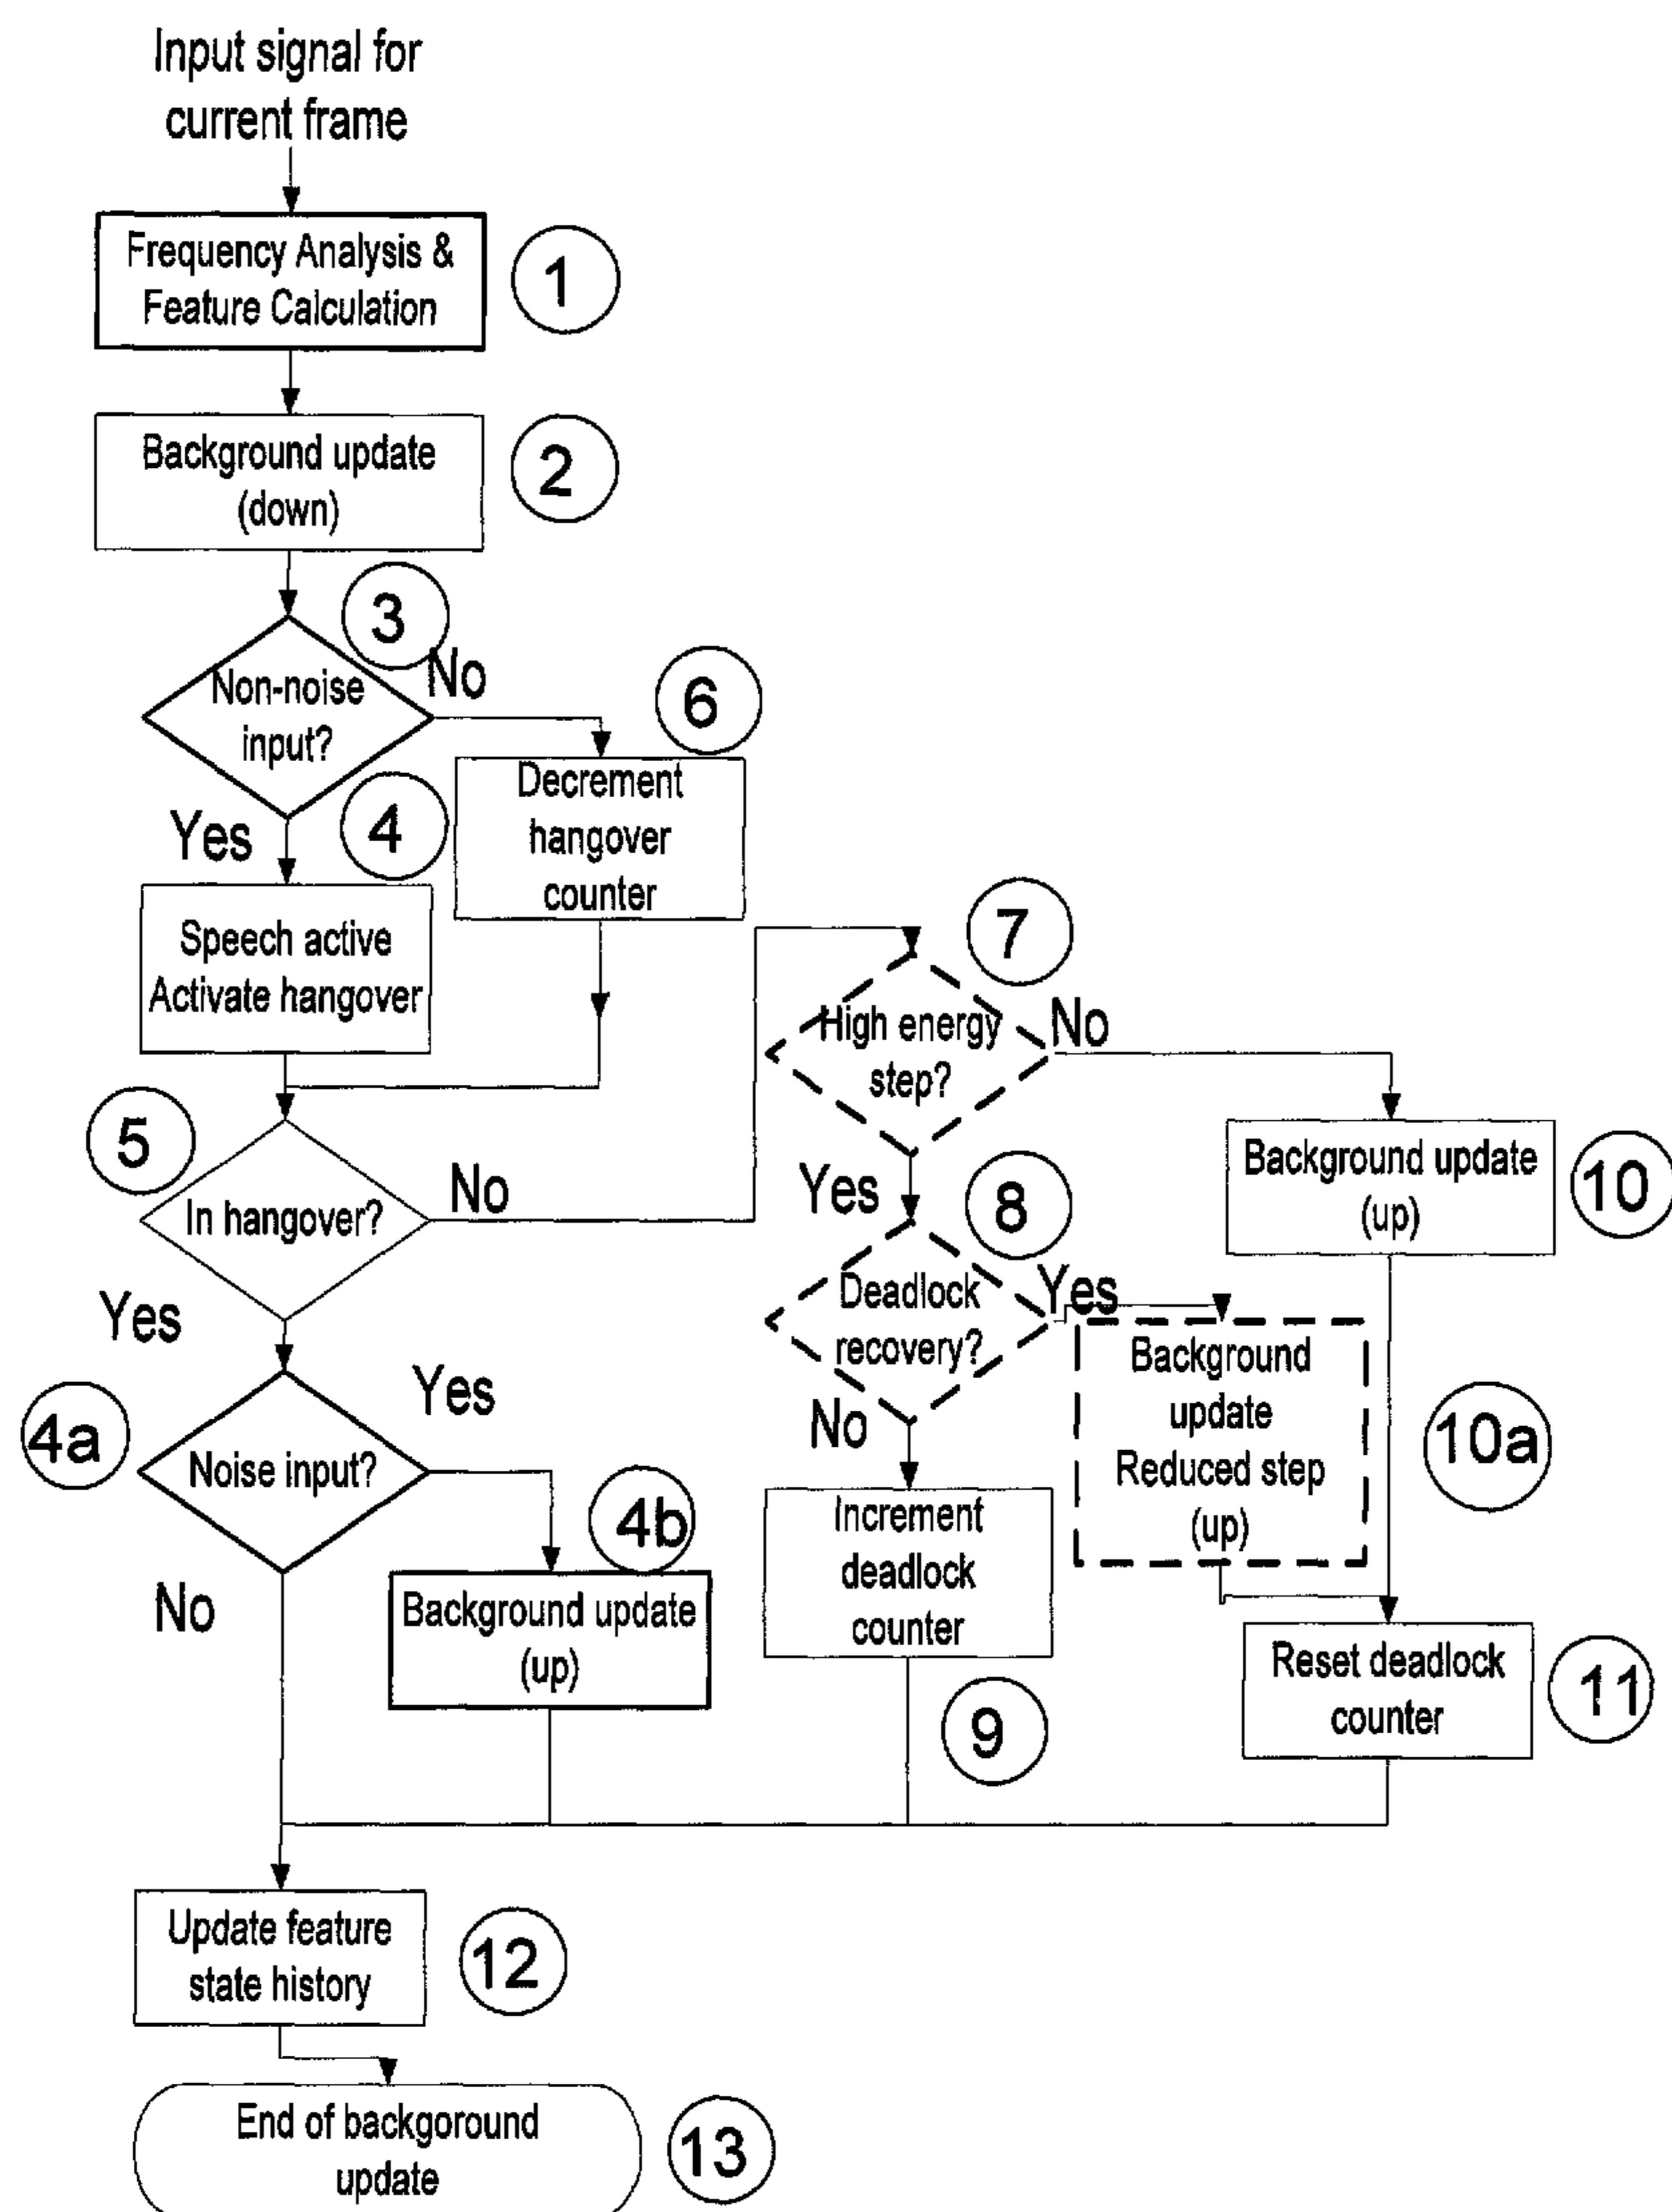 Input signal for
current frame
Frequency Analysis &
Feature Calculation
1
Background update
(down)
2
3
No
Non-noise
input?
6
4
Yes
Decrement
hangover
counter
Speech active
Activate hangover
7
High energy
step?
No
5
In hangover?
No
Yes
8
Background update
(up)
10
Yes
Deadlock
recovery?
Yes
No
Background
update
Reduced step
(up)
10a
4a
Noise input?
Yes
No
4b
Background update
(up)
Increment
deadlock
counter
9
Reset deadlock
counter
11
Update feature
state history
12
End of backgoround
update
13